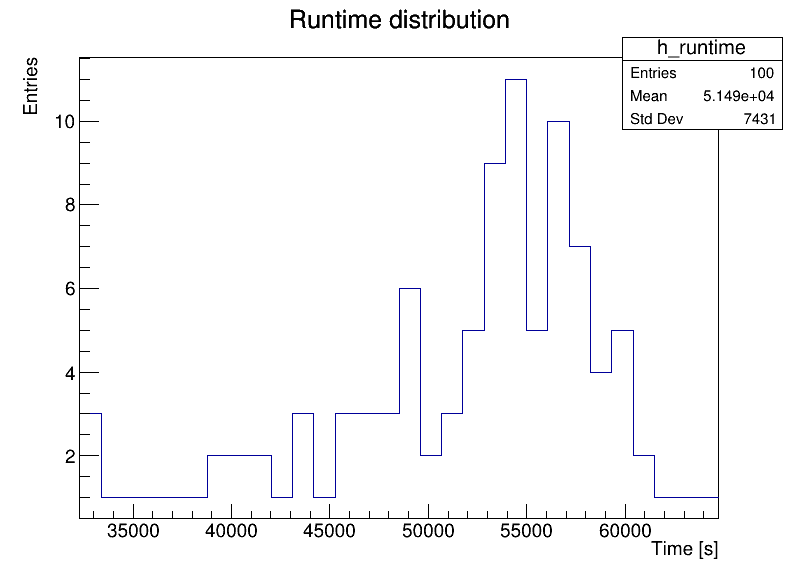 Runtime distribution
h_runtime
Entries 100
Mean 5.149e+04
Std Dev 7431
Entries
10
8
6
4
2
35000 40000 45000 50000 55000 60000
Time [s]